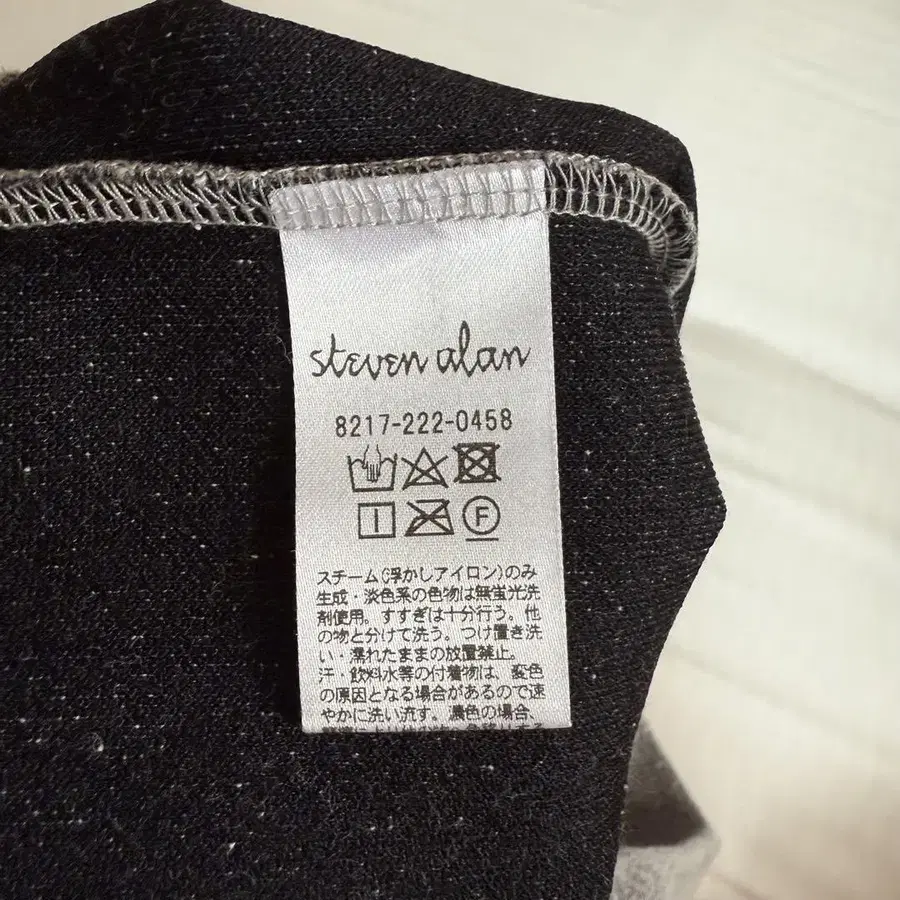 steven alan
8217-222-0458
F
スチーム(浮かしアイロン)のみ
生成・淡色系の色物は無蛍光洗
剤使用。すすぎは十分行う。他
の物と分けて洗う。つけ置き洗
い・濡れたままの放置禁止。
汗・飲料水等の付着物は、変色
の原因となる場合があるので速
やかに洗い流す。濃色の場合、